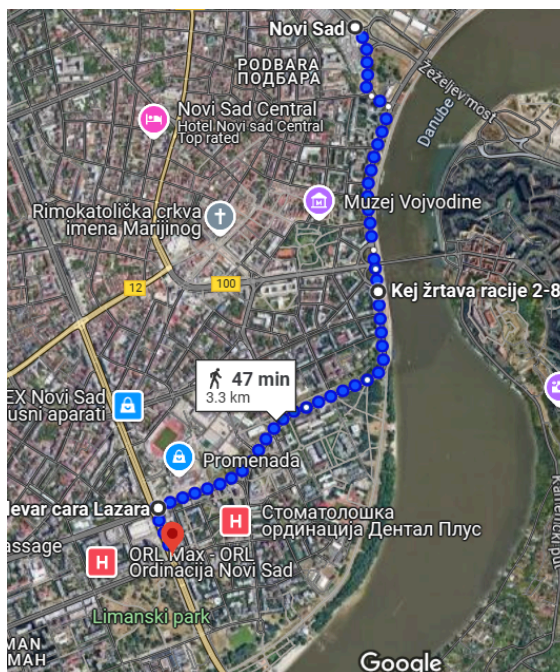 Novi Sad
PODBARA
ПОДБАРА
Žeželjev most
Danube
Novi Sad Central
Hotel Novi sad Central
Top rated
Muzej Vojvodine
Rimokatolička crkva
imena Marijinog
12
100
Kej žrtava racije 2-8
47 min
3.3 km
EX Novi Sad
usni aparati
Promenada
levar cara Lazara
Стоматолошка
ординација Дентал Плус
assage
H
H
ORL Max - ORL
Ordinacija Novi Sad
Limanski park
MAN
МАН
Google